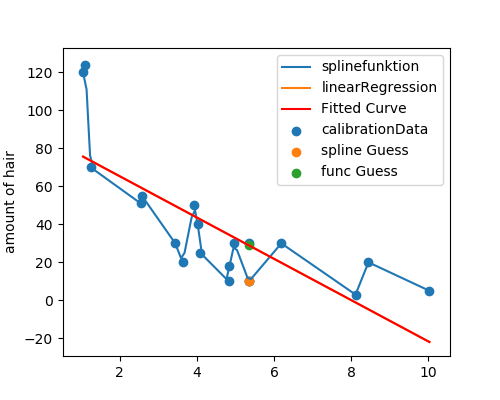 splinefunktion
linearRegression
Fitted Curve
calibrationData
spline Guess
func Guess
120
100
80
60
40
20
0
−20
amount of hair
2 4 6 8 10